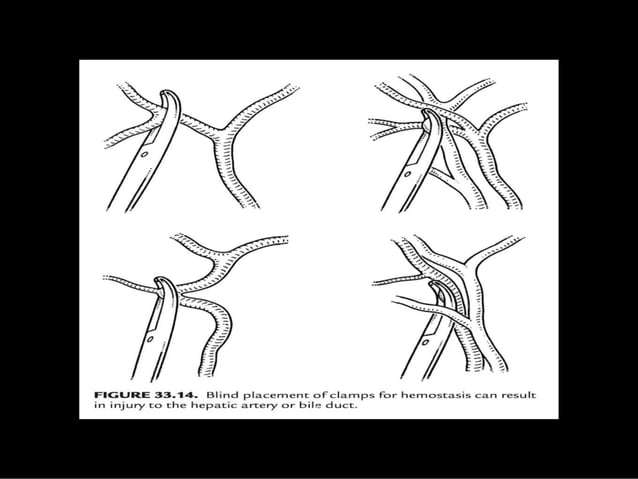 FIGURE 33.14. Blind placement of clamps for hemostasis can result
in injury to the hepatic artery or bile duct.